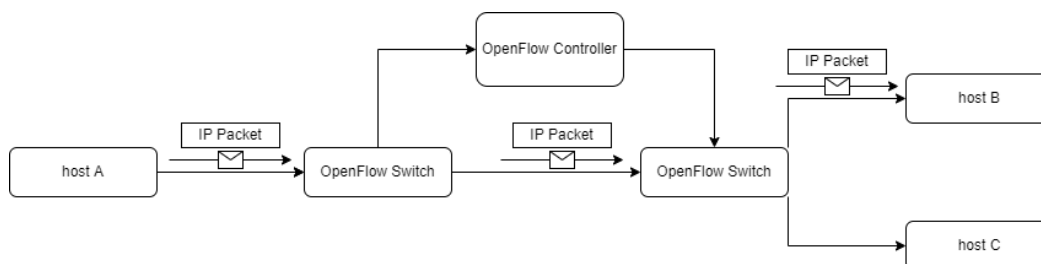 OpenFlow Controller
IP Packet
host B
IP Packet
IP Packet
host A
OpenFlow Switch
OpenFlow Switch
host C